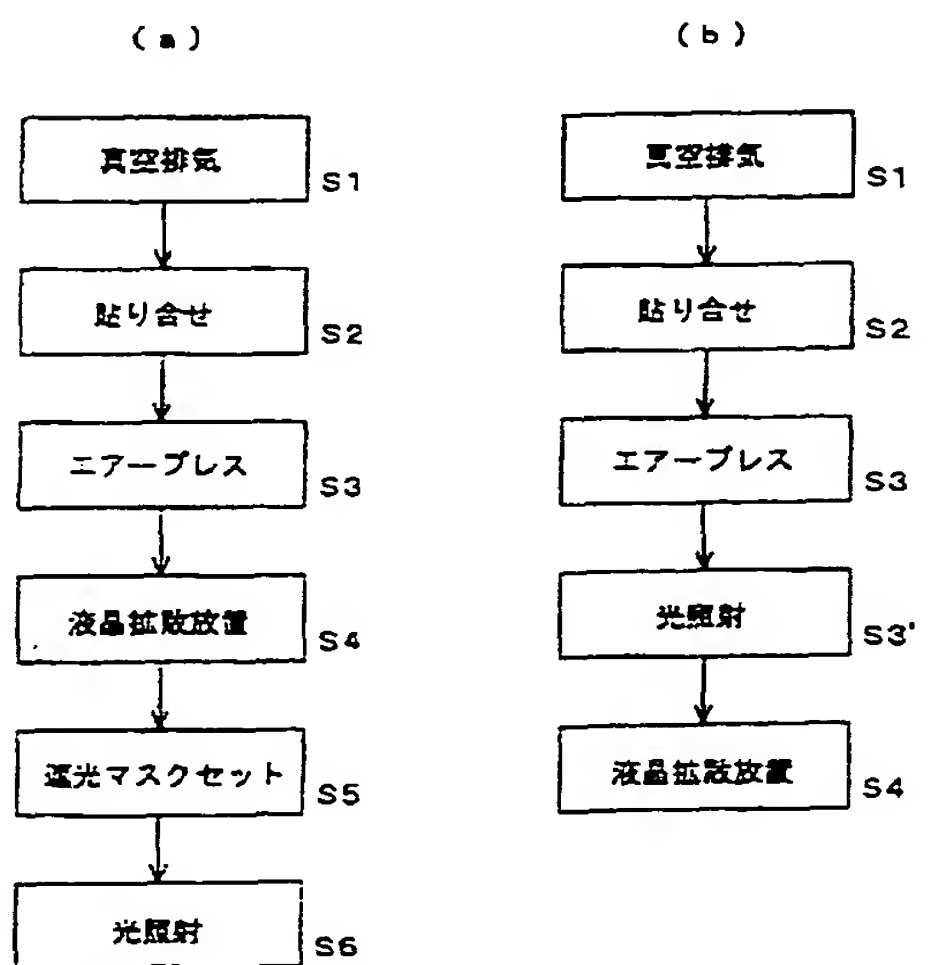 ( a )
真空排気
S1
貼り合せ
S2
エアープレス
S3
液晶拡散放置
S4
遮光マスクセット
S5
光照射
S6
( b )
真空排気
S1
貼り合せ
S2
エアープレス
S3
光照射
S3'
液晶拡散放置
S4